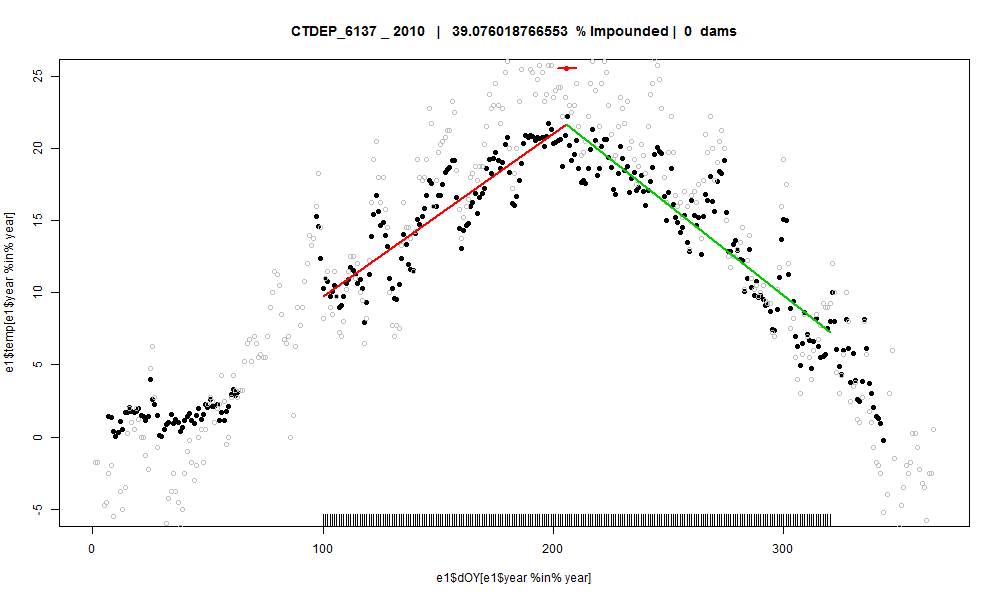 CTDEP_6137 _ 2010 | 39.076018766553 % Impounded | 0 dams
25
20
15
10
5
0
-5
e1$temp[e1$year %in% year]
0 100 200 300
e1$dOY[e1$year %in% year]